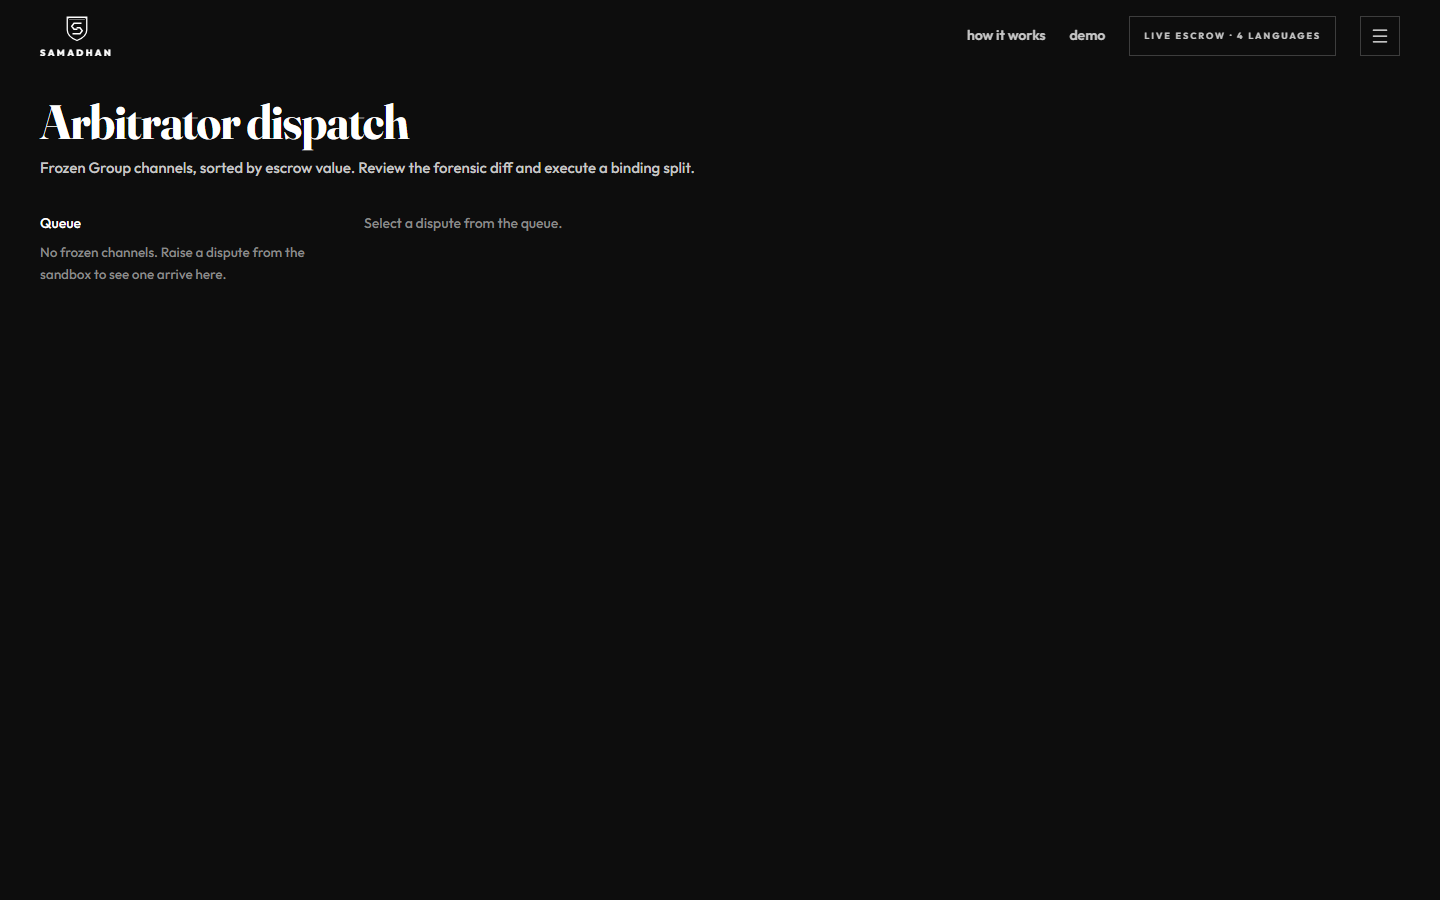 SAMADHAN
how it works
demo
LIVE ESCROW · 4 LANGUAGES
Arbitrator dispatch
Frozen Group channels, sorted by escrow value. Review the forensic diff and execute a binding split.
Queue
No frozen channels. Raise a dispute from the
sandbox to see one arrive here.
Select a dispute from the queue.